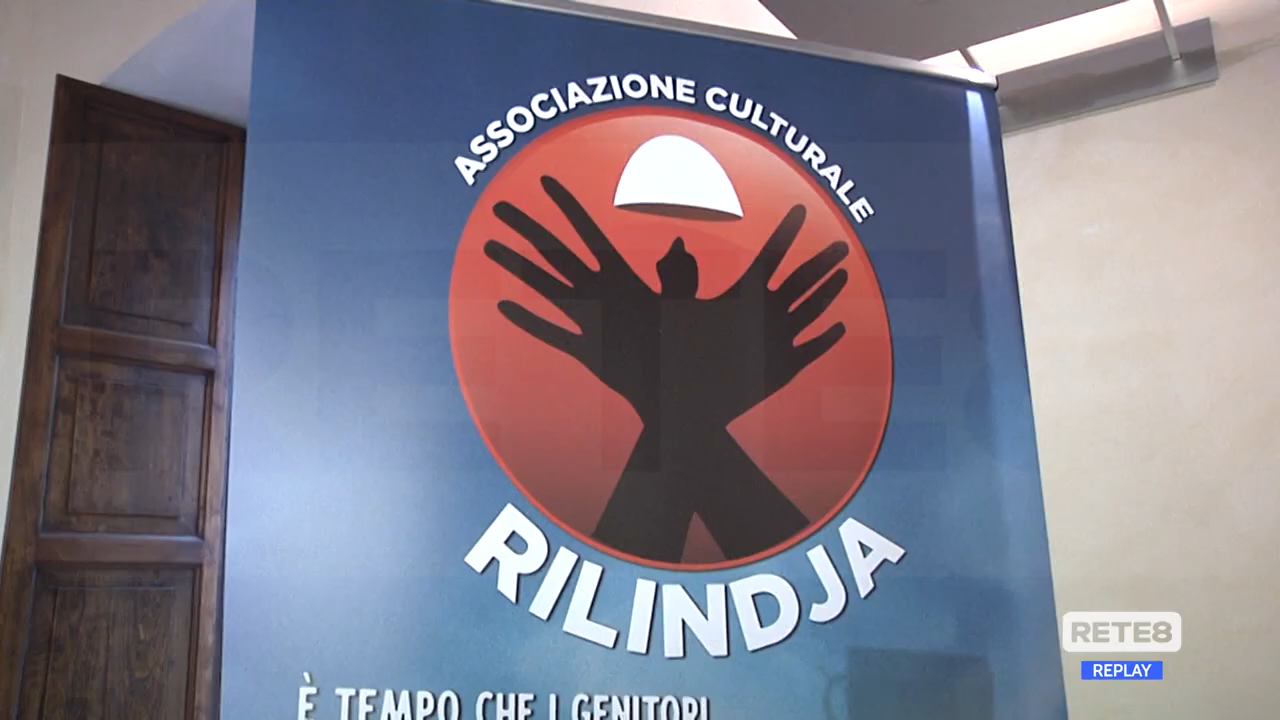 ASSOCIAZIONE CULTURALE
RILINDJA
È TEMPO CHE I GENITORI
RETE8
REPLAY